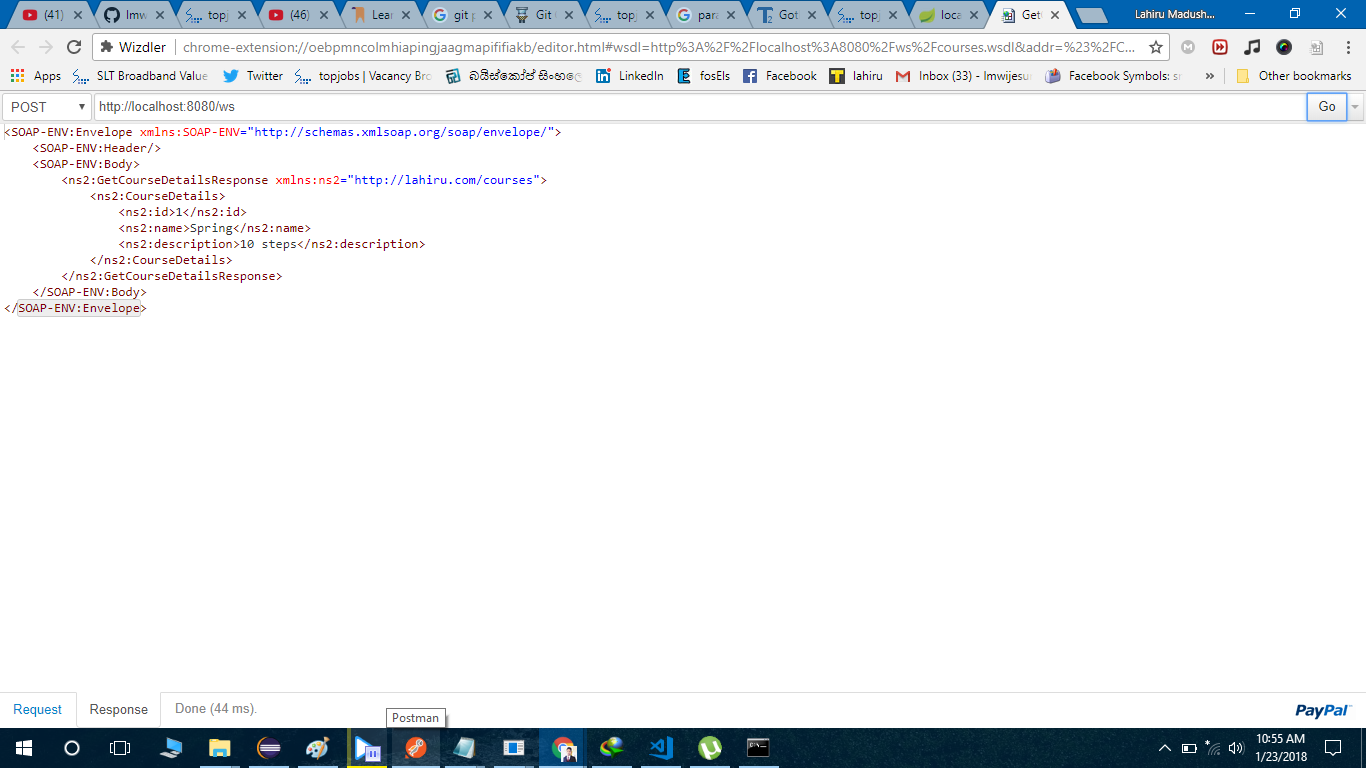 (41)
Imw
topj
(46)
Lear
git p
Git
topj
para
Got
topj
loca
Get
Lahiru Madush...
Wizdler
chrome-extension://oebpmncolmhiapingjaagmapififiakb/editor.html#wsdl=http%3A%2F%2Flocalhost%3A8080%2Fws%2Fcourses.wsdl&addr=%23%2FC...
Apps
SLT Broadband Value
Twitter
topjobs | Vacancy Bro
බයිස්කෝප් සිංහලෙ
LinkedIn
fosEls
Facebook
lahiru
Inbox (33) - lmwijesu
Facebook Symbols: sr
»
Other bookmarks
POST
http://localhost:8080/ws
Go
<SOAP-ENV:Envelope xmlns:SOAP-ENV="http://schemas.xmlsoap.org/soap/envelope/">
<SOAP-ENV:Header/>
<SOAP-ENV:Body>
<ns2:GetCourseDetailsResponse xmlns:ns2="http://lahiru.com/courses">
<ns2:CourseDetails>
<ns2:id>1</ns2:id>
<ns2:name>Spring</ns2:name>
<ns2:description>10 steps</ns2:description>
</ns2:CourseDetails>
</ns2:GetCourseDetailsResponse>
</SOAP-ENV:Body>
</SOAP-ENV:Envelope>
Request
Response
Done (44 ms).
PayPal
Postman
10:55 AM
1/23/2018